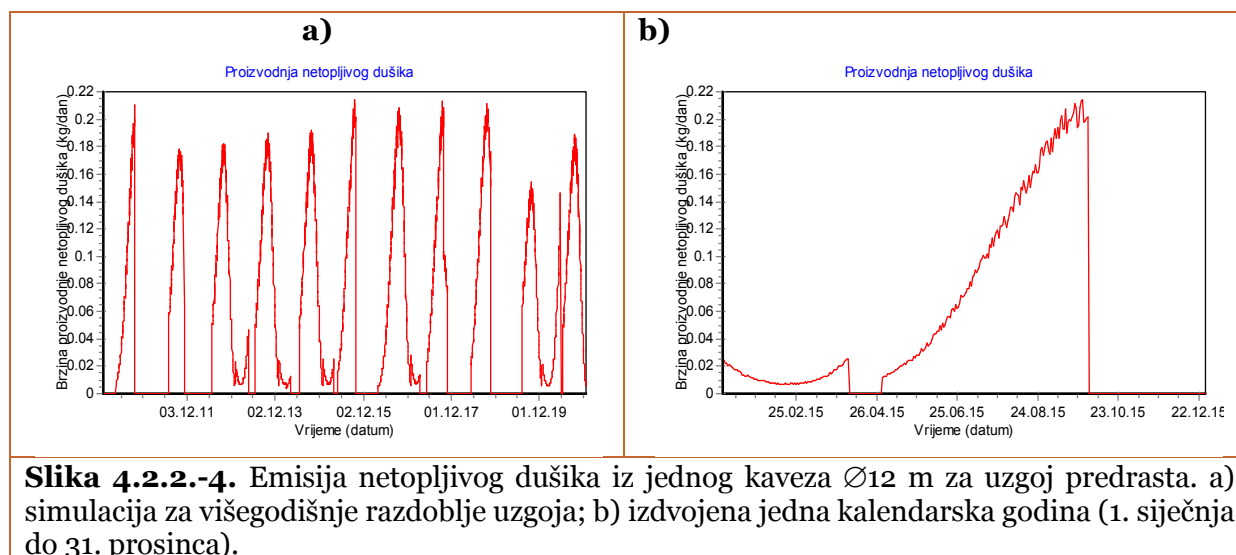 a)
Proizvodnja netopljivog dušika
Brzina proizvodnje netopljivog dušika (kg/dan)
0.22
0.2
0.18
0.16
0.14
0.12
0.1
0.08
0.06
0.04
0.02
0
03.12.11 02.12.13 02.12.15 01.12.17 01.12.19
Vrijeme (datum)
b)
Proizvodnja netopljivog dušika
Brzina proizvodnje netopljivog dušika (kg/dan)
0.22
0.2
0.18
0.16
0.14
0.12
0.1
0.08
0.06
0.04
0.02
0
25.02.15 26.04.15 25.06.15 24.08.15 23.10.15 22.12.15
Vrijeme (datum)
Slika 4.2.2.-4. Emisija netopljivog dušika iz jednog kaveza ∅12 m za uzgoj predrasta. a)
simulacija za višegodišnje razdoblje uzgoja; b) izdvojena jedna kalendarska godina (1. siječnja
do 31. prosinca).